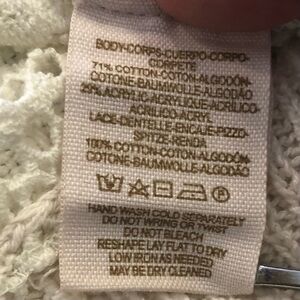 BODY-CORPS-CUERPO-CORPO-
CORPETE
71% COTTON-COTON-ALGODÓN-
COTONE-BAUMWOLLE-ALGODÃO
29% ACRYLIC-ACRYLIQUE-ACRÍLICO-
ACRILICO-ACRYL
LACE-DENTELLE-ENCAJE-PIZZO-
SPITZE-RENDA
100% COTTON-COTON-ALGODÓN-
COTONE-BAUMWOLLE-ALGODÃO
HAND WASH COLD SEPARATELY
DO NOT WRING OR TWIST
DO NOT BLEACH
RESHAPE LAY FLAT TO DRY
LOW IRON AS NEEDED
MAY BE DRY CLEANED